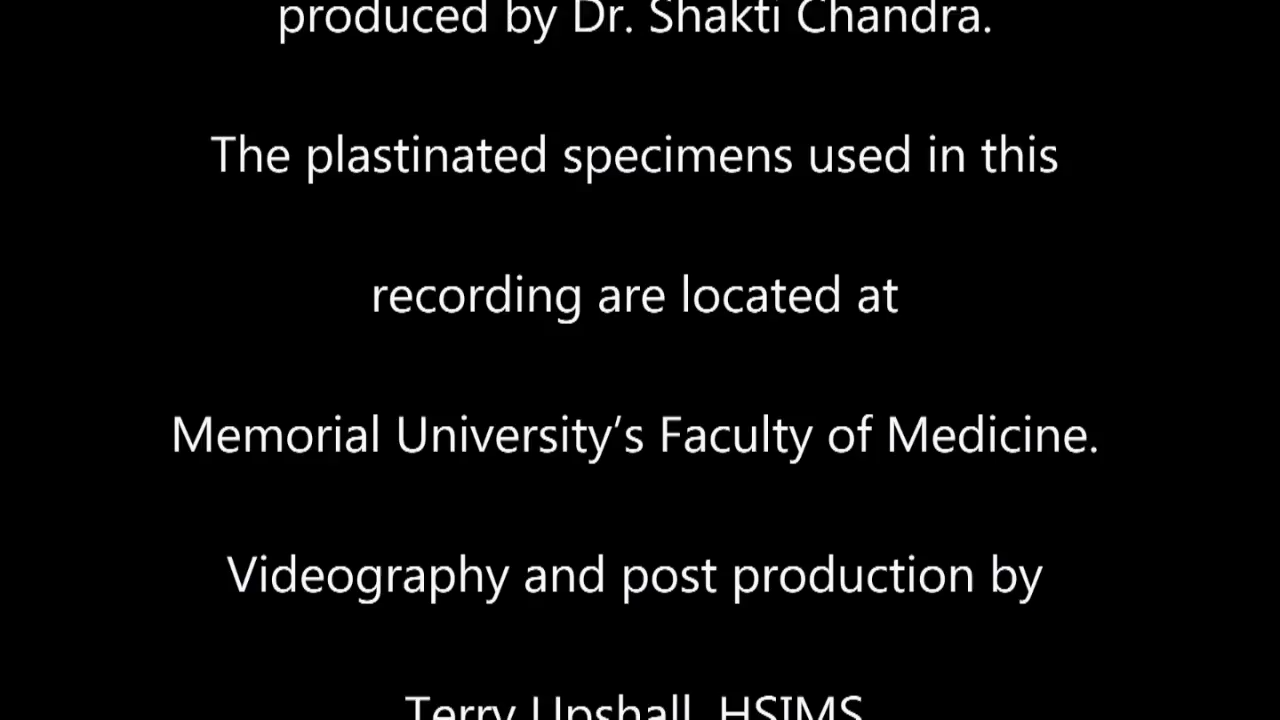 produced by Dr. Shakti Chandra.
The plastinated specimens used in this
recording are located at
Memorial University’s Faculty of Medicine.
Videography and post production by
Terry Upshall, HSIMS